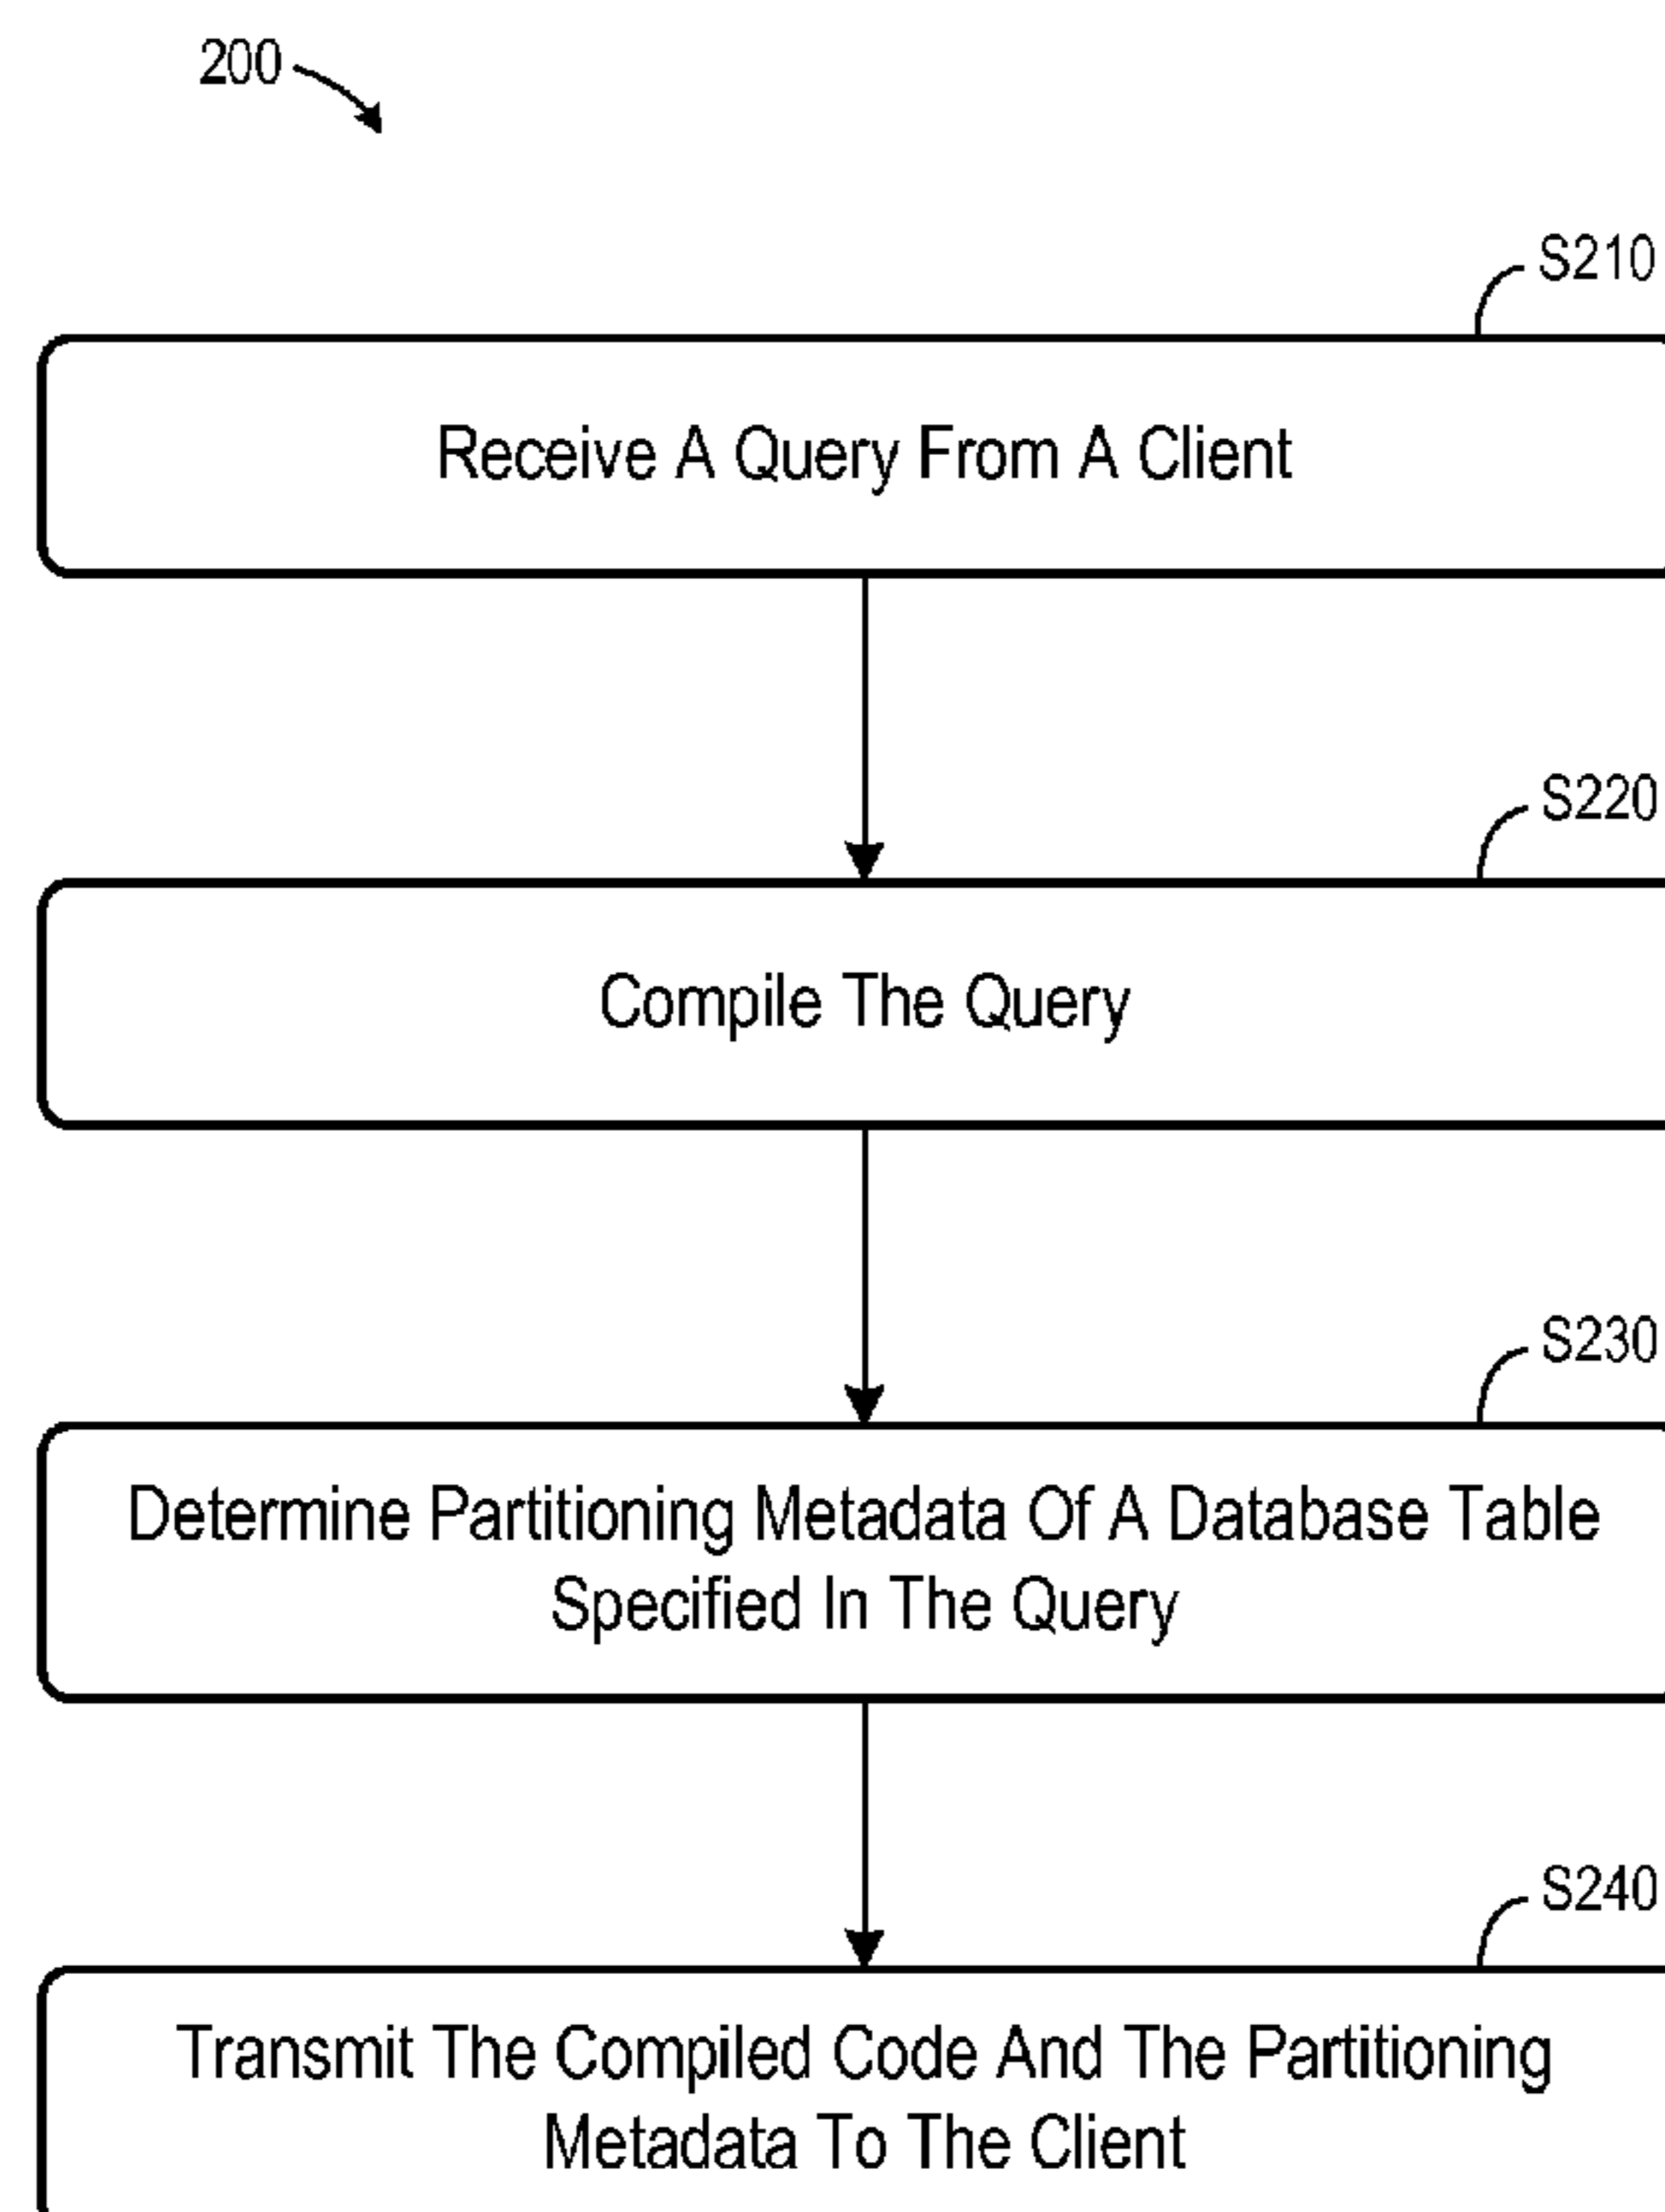 200
S210
Receive A Query From A Client
S220
Compile The Query
S230
Determine Partitioning Metadata Of A Database Table
Specified In The Query
S240
Transmit The Compiled Code And The Partitioning
Metadata To The Client